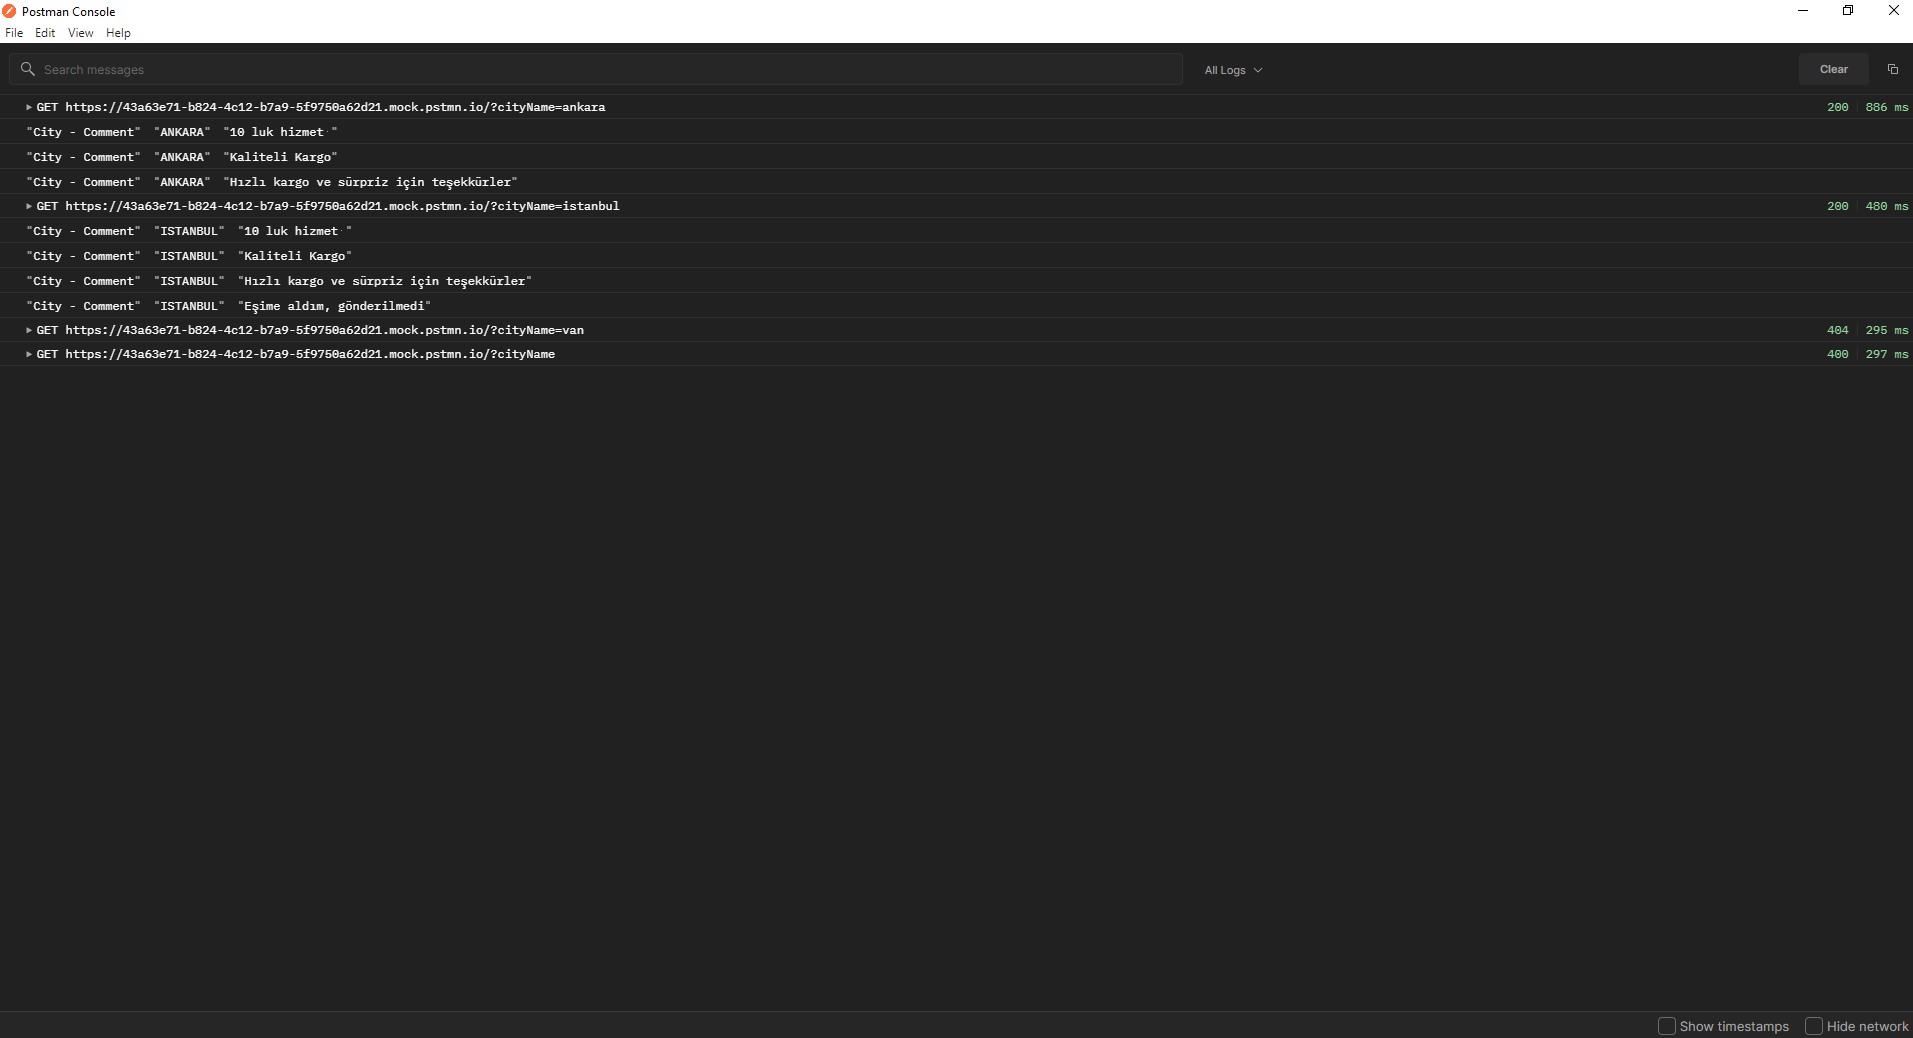 Postman Console
File Edit View Help
Search messages All Logs Clear
GET https://43a63e71-b824-4c12-b7a9-5f9750a62d21.mock.pstmn.io/?cityName=ankara 200 886 ms
"City - Comment" "ANKARA" "10 luk hizmet "
"City - Comment" "ANKARA" "Kaliteli Kargo"
"City - Comment" "ANKARA" "Hızlı kargo ve sürpriz için teşekkürler"
GET https://43a63e71-b824-4c12-b7a9-5f9750a62d21.mock.pstmn.io/?cityName=istanbul 200 480 ms
"City - Comment" "ISTANBUL" "10 luk hizmet "
"City - Comment" "ISTANBUL" "Kaliteli Kargo"
"City - Comment" "ISTANBUL" "Hızlı kargo ve sürpriz için teşekkürler"
"City - Comment" "ISTANBUL" "Eşime aldım, gönderilmedi"
GET https://43a63e71-b824-4c12-b7a9-5f9750a62d21.mock.pstmn.io/?cityName=van 404 295 ms
GET https://43a63e71-b824-4c12-b7a9-5f9750a62d21.mock.pstmn.io/?cityName 400 297 ms
Show timestamps Hide network